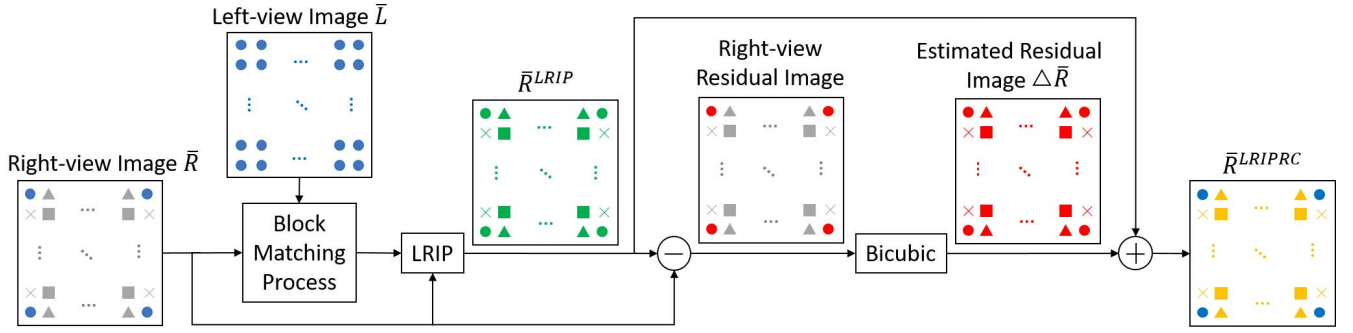 Left-view Image L̄
Right-view Image R̄
Block
Matching
Process
LRIP
R̄^{LRIP}
Right-view
Residual Image
Estimated Residual
Image △R̄
−
Bicubic
+
R̄^{LRIPRC}